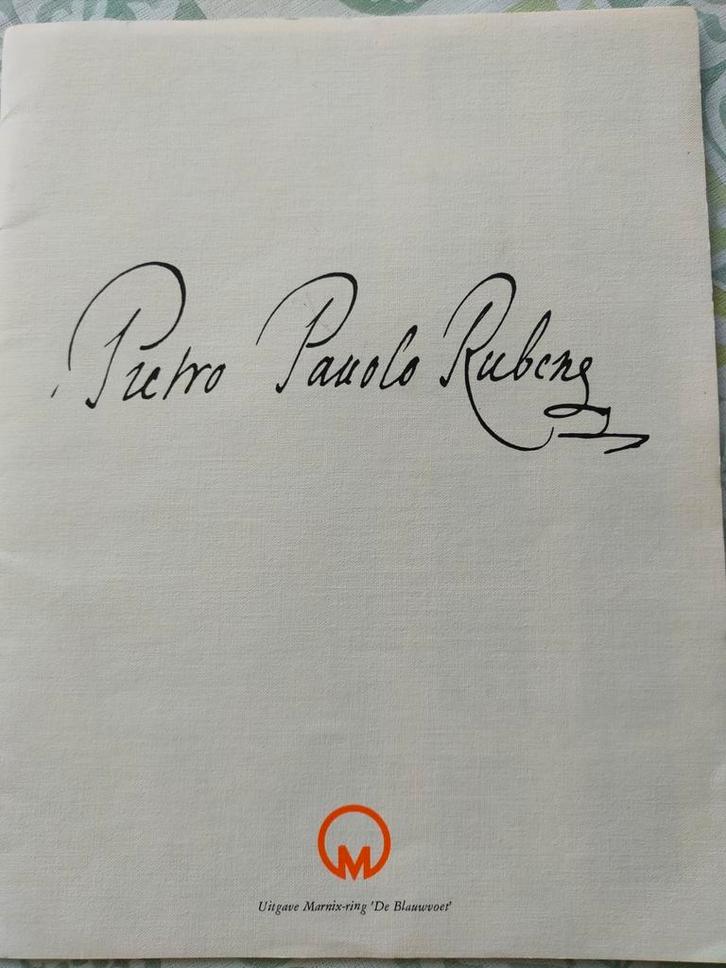 Pietro Pauolo Rubens
M
Uitgave Marnix-ring 'De Blauwvoet'